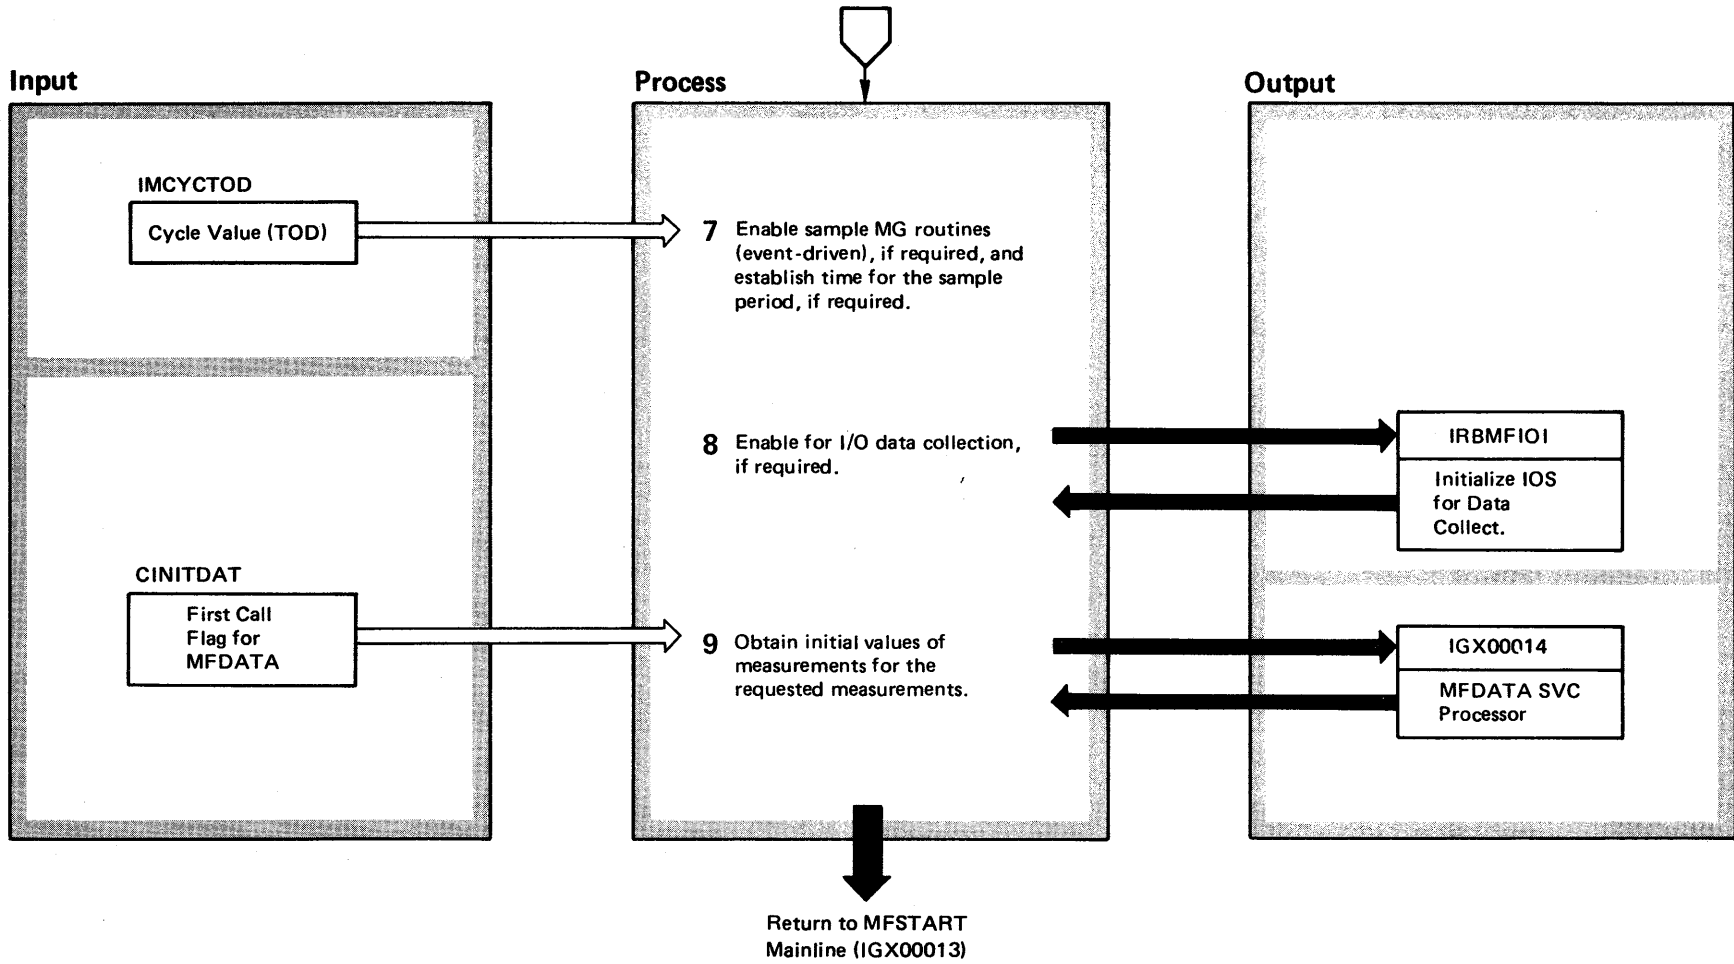 Input
IMCYCTOD
Cycle Value (TOD)
CINITDAT
First Call
Flag for
MFDATA
Process
7 Enable sample MG routines
(event-driven), if required, and
establish time for the sample
period, if required.
8 Enable for I/O data collection,
if required.
9 Obtain initial values of
measurements for the
requested measurements.
Return to MFSTART
Mainline (IGX00013)
Output
IRBMFIOI
Initialize IOS
for Data
Collect.
IGX00014
MFDATA SVC
Processor